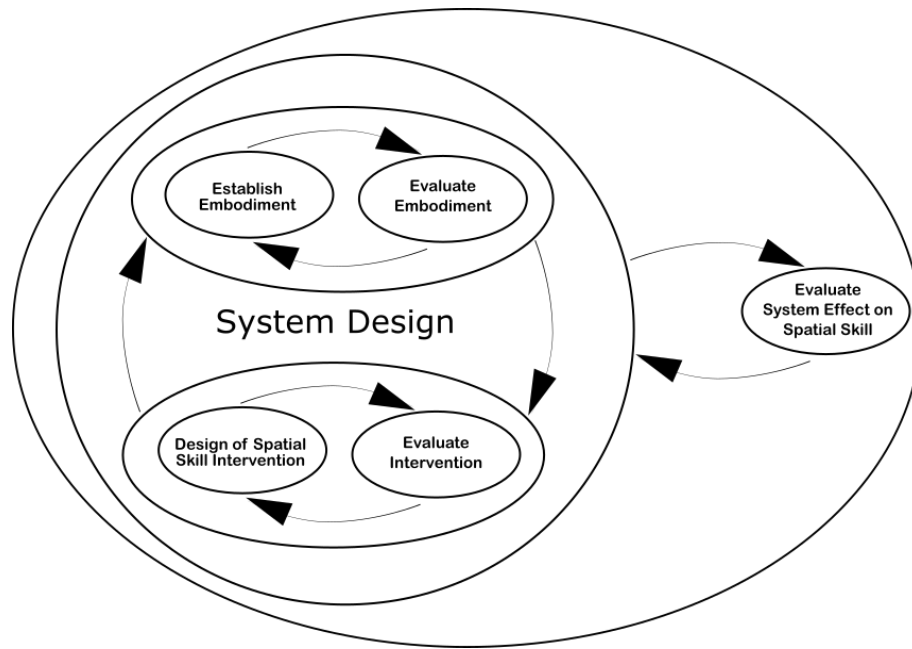 Establish
Embodiment
Evaluate
Embodiment
System Design
Evaluate
System Effect on
Spatial Skill
Design of Spatial
Skill Intervention
Evaluate
Intervention